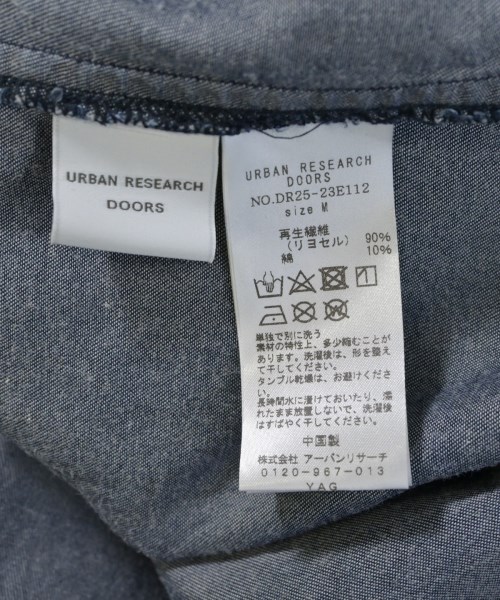 URBAN RESEARCH
DOORS
URBAN RESEARCH
DOORS
NO.DR25-23E112
size M
再生繊維
(リヨセル) 90%
綿 10%
単独で別に洗う
素材の特性上、多少縮むことが
あります。洗濯後は、形を整え
て干してください。
タンブル乾燥は、お避けくださ
い。
長時間水に漬けておいたり、濡
れたまま放置しないで、洗濯後
はすばやく干してください。
中国製
株式会社 アーバンリサーチ
0120-967-013
YAG